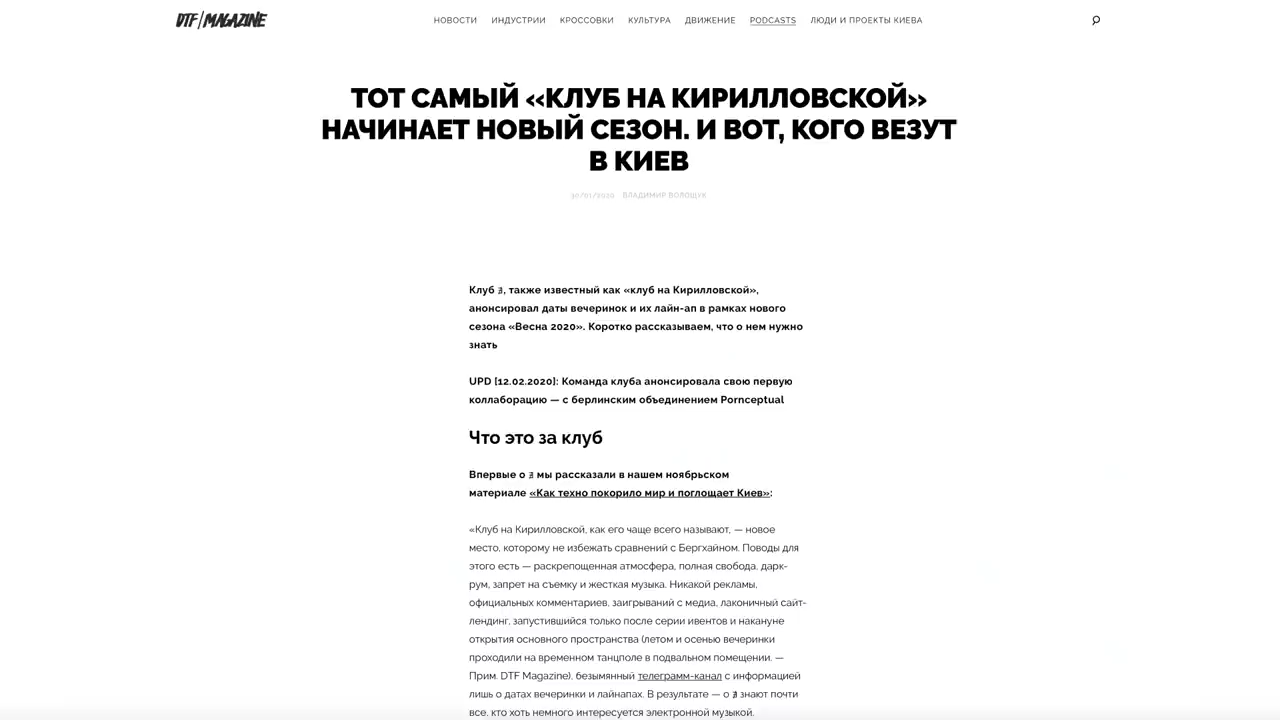 DTF/MAGAZINE
НОВОСТИ ИНДУСТРИИ КРОССОВКИ КУЛЬТУРА ДВИЖЕНИЕ PODCASTS ЛЮДИ И ПРОЕКТЫ КИЕВА
ТОТ САМЫЙ «КЛУБ НА КИРИЛЛОВСКОЙ»
НАЧИНАЕТ НОВЫЙ СЕЗОН. И ВОТ, КОГО ВЕЗУТ
В КИЕВ
30/01/2020 ВЛАДИМИР ВОЛОЩУК
Клуб ∄, также известный как «клуб на Кирилловской»,
анонсировал даты вечеринок и их лайн-ап в рамках нового
сезона «Весна 2020». Коротко рассказываем, что о нем нужно
знать
UPD [12.02.2020]: Команда клуба анонсировала свою первую
коллаборацию — с берлинским объединением Pornceptual
Что это за клуб
Впервые о ∄ мы рассказали в нашем ноябрьском
материале «Как техно покорило мир и поглощает Киев»:
«Клуб на Кирилловской, как его чаще всего называют, — новое
место, которому не избежать сравнений с Бергхайном. Поводы для
этого есть — раскрепощенная атмосфера, полная свобода, дарк-
рум, запрет на съемку и жесткая музыка. Никакой рекламы,
официальных комментариев, заигрываний с медиа, лаконичный сайт-
лендинг, запустившийся только после серии ивентов и накануне
открытия основного пространства (летом и осенью вечеринки
проходили на временном танцполе в подвальном помещении. —
Прим. DTF Magazine), безымянный телеграмм-канал с информацией
лишь о датах вечеринки и лайнапах. В результате — о ∄ знают почти
все, кто хоть немного интересуется электронной музыкой.